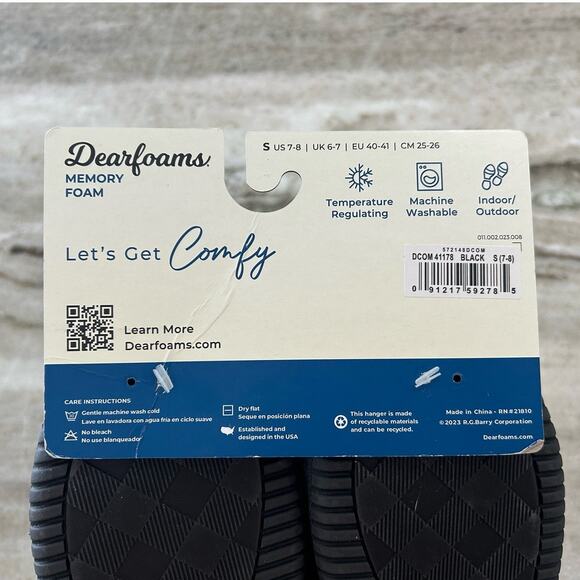 Dearfoams.
MEMORY
FOAM
S US 7-8 | UK 6-7 | EU 40-41 | CM 25-26
Temperature
Regulating
Machine
Washable
Indoor/
Outdoor
011.002.023.008
Let's Get Comfy
572148DCOM
DCOM 41178 BLACK S (7-8)
0 91217 59278 5
Learn More
Dearfoams.com
CARE INSTRUCTIONS
Gentle machine wash cold
Lave en lavadora con agua fría en ciclo suave
No bleach
No use blanqueador
Dry flat
Seque en posición plana
Established and
designed in the USA
This hanger is made
of recyclable materials
and can be recycled.
Made in China • RN#21810
©2023 R.G.Barry Corporation
Dearfoams.com